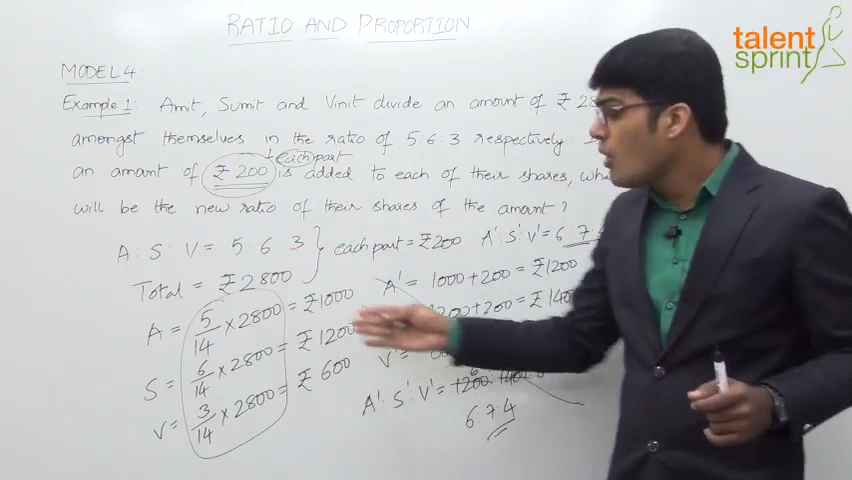 RATIO AND PROPORTION
talent
sprint
MODEL 4:
Example 1: Amit, Sumit and Vinit divide an amount of ₹
amongst themselves in the ratio of 5:6:3 respectively.
each part
an amount of ₹ 200 is added to each of their shares,
will be the new ratio of their shares of the amount?
A : S : V = 5 : 6 : 3 } each part = ₹200 A' : S' : V' = 6 : 7 :
Total = ₹2800
A = 5/14 × 2800 = ₹1000
S = 6/14 × 2800 = ₹1200
V = 3/14 × 2800 = ₹ 600
A' = 1000 + 200 = ₹1200
+200 = ₹
V' =
A' : S' : V' =
6:7:4